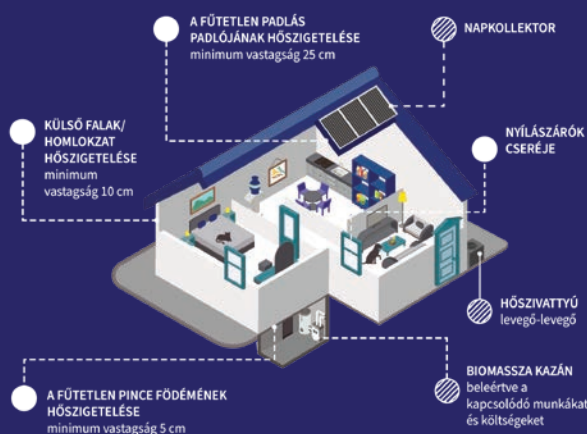 A FŰTETLEN PADLÁS
PADLÓJÁNAK HŐSZIGETELÉSE
minimum vastagság 25 cm
NAPKOLLEKTOR
KÜLSŐ FALAK/
HOMLOKZAT
HŐSZIGETELÉSE
minimum
vastagság 10 cm
NYÍLÁSZÁRÓK
CSERÉJE
HŐSZIVATTYÚ
levegő-levegő
A FŰTETLEN PINCE FÖDÉMÉNEK
HŐSZIGETELÉSE
minimum vastagság 5 cm
BIOMASSZA KAZÁN
beleértve a
kapcsolódó munkákat
és költségeket